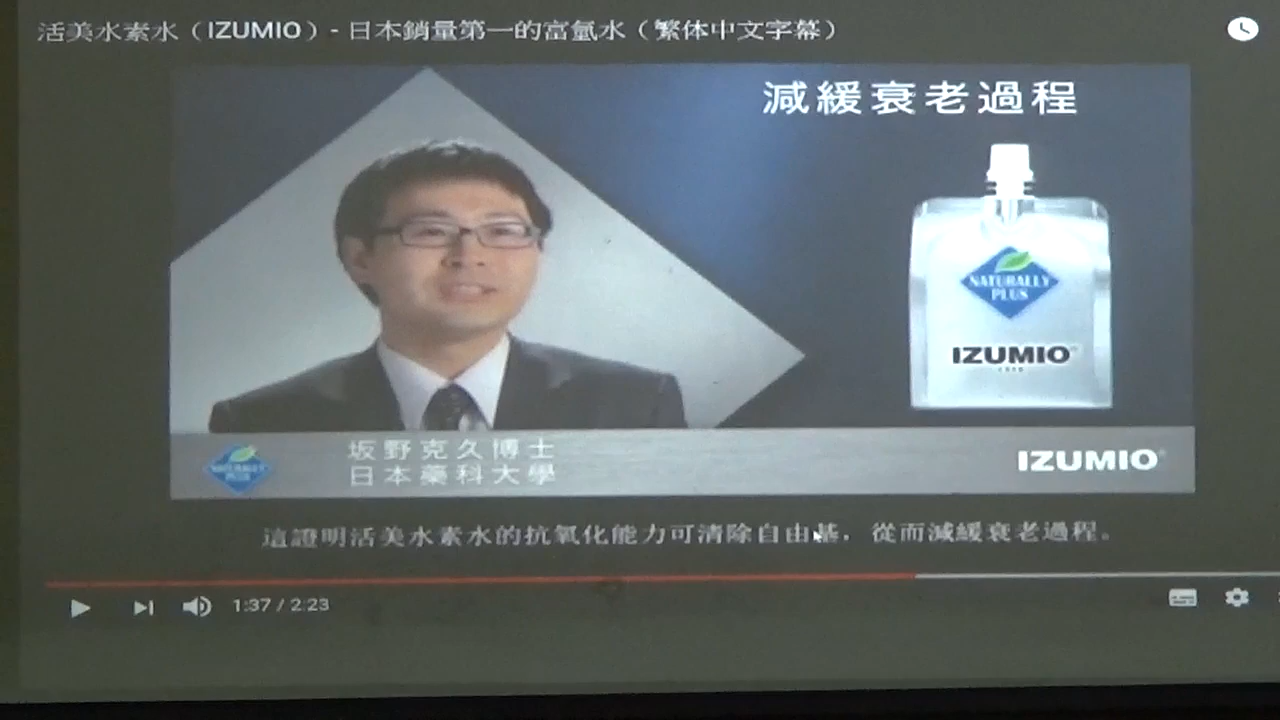 活美水素水（IZUMIO）- 日本銷量第一的富氫水（繁体中文字幕）
減緩衰老過程
NATURALLY
PLUS
IZUMIO
坂野克久博士
日本藥科大學
NATURALLY
PLUS
IZUMIO
這證明活美水素水的抗氧化能力可清除自由基，從而減緩衰老過程。
1:37 / 2:23